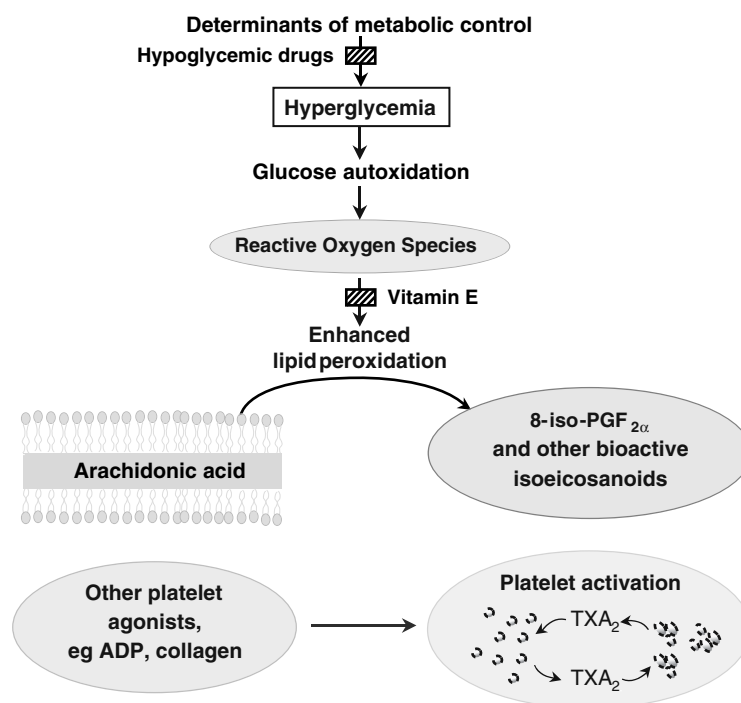 Determinants of metabolic control
Hypoglycemic drugs
Hyperglycemia
Glucose autoxidation
Reactive Oxygen Species
Vitamin E
Enhanced
lipid peroxidation
8-iso-PGF2α
and other bioactive
isoeicosanoids
Arachidonic acid
Other platelet
agonists,
eg ADP, collagen
Platelet activation
TXA2
TXA2